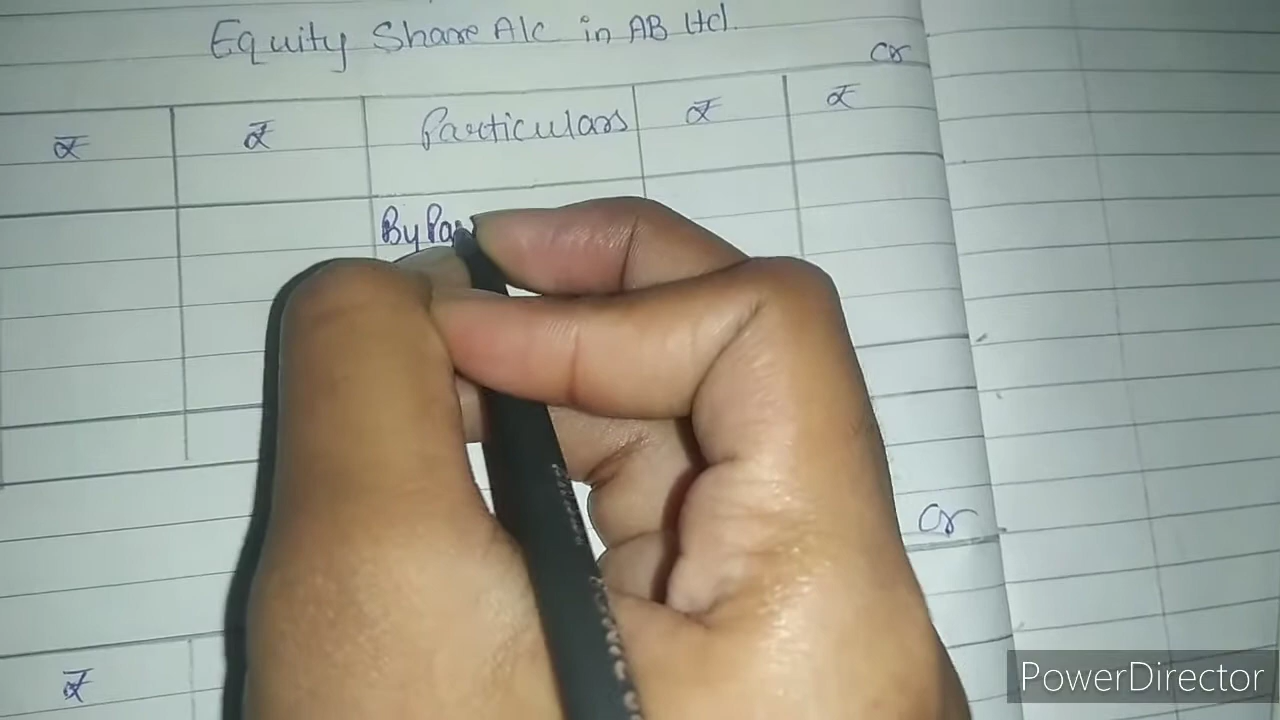 Equity Share A/C in AB Ltd.
Cr
₹ ₹ Particulars ₹ ₹
By Pa
Cr
₹
PowerDirector